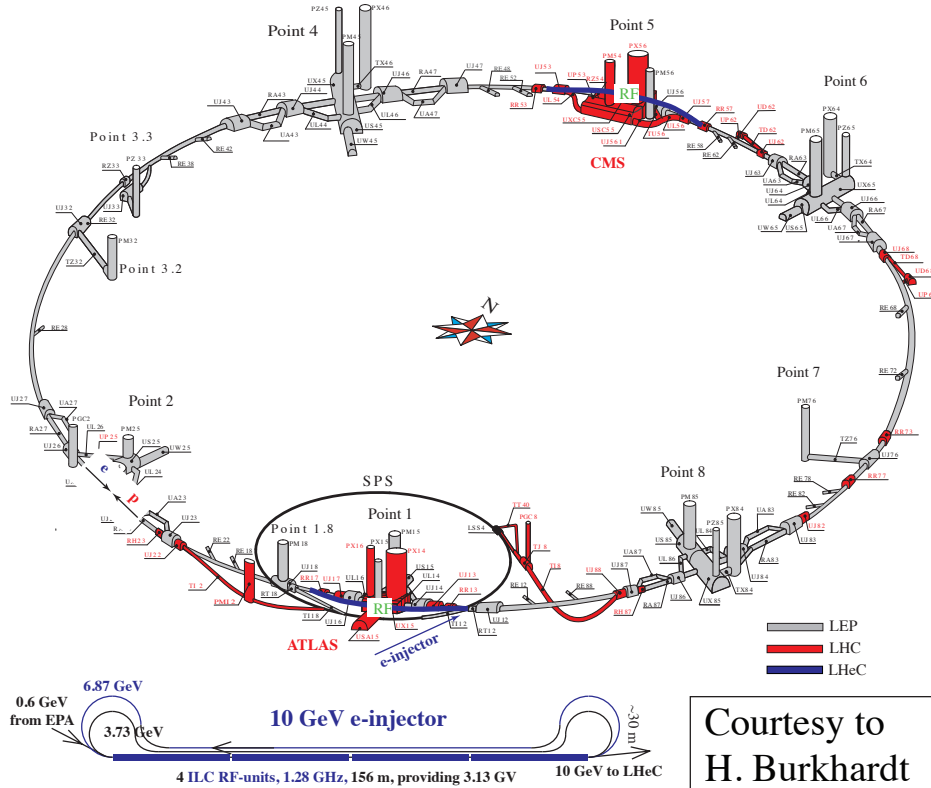 Point 4
Point 5
Point 6
Point 3.3
Point 3.2
Point 2
Point 7
Point 8
SPS
Point 1.8
Point 1
PZ45
PX46
PM45
TX46
UX45
UJ44
UJ46
RA47
UJ47
RA43
UJ43
UA43
UL44
UL46
UA47
US45
UW45
RE48
RE52
RE42
RE38
RZ33
PZ33
UJ33
UJ32
RE32
PM32
TZ32
RE28
UJ53
RR53
UP53
UL54
RZ54
PM54
PX56
RF
PM56
UJ56
UJ57
RR57
UXC55
USC55
UJ561
TU56
UL56
CMS
RE58
RE62
UP62
UD62
TD62
UJ62
UJ63
UA63
RA63
UJ64
UL64
PM65
PX64
PZ65
TX64
UX65
UJ66
RA67
UW65
US65
UL66
UA67
UJ67
UJ68
TD68
RE68
RE72
RR73
PM76
TZ76
UJ76
RR77
RE78
RE82
UJ82
UJ83
UA83
RA83
UJ84
TX84
UX85
PM85
PZ85
PX84
UW85
US85
UL84
UL86
UJ86
UA87
UJ87
RA87
RH87
UJ88
RE88
RE12
N
UJ27
UA27
RA27
PGC2
UL26
UJ26
UP25
PM25
US25
UW25
UL24
e
p
UA23
UJ23
RH23
UJ22
RE22
RE18
TI2
PMI2
RT18
PM18
UJ18
RR17
UJ17
UJ16
TI18
UL16
PX16
PX15
PM15
PX14
US15
UL14
UJ14
UJ13
RR13
RF
UX15
USA15
ATLAS
TI12
RT12
UJ12
LSS4
TT40
PGC8
TJ8
TI8
e-injector
LEP
LHC
LHeC
6.87 GeV
0.6 GeV
from EPA
3.73 GeV
10 GeV e-injector
~30 m
4 ILC RF-units, 1.28 GHz, 156 m, providing 3.13 GV
10 GeV to LHeC
Courtesy to
H. Burkhardt